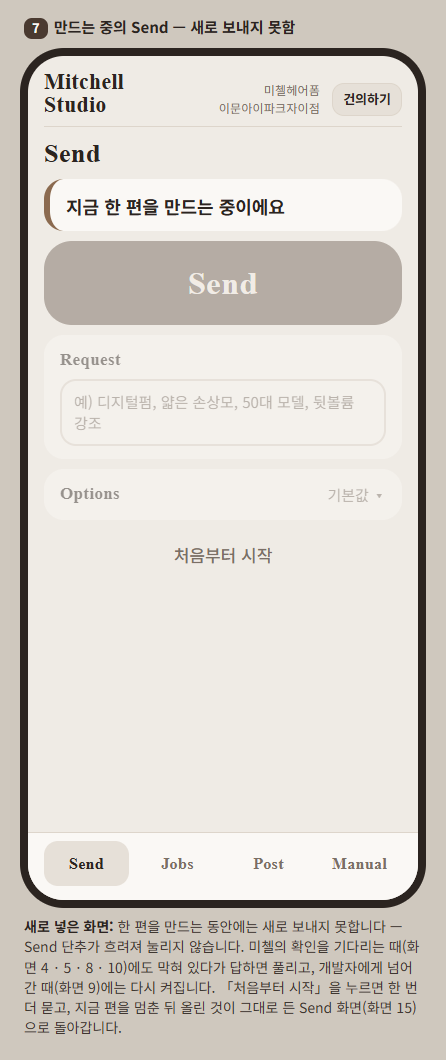 7 만드는 중의 Send — 새로 보내지 못함
Mitchell
Studio
미첼헤어폼
이문아이파크자이점
건의하기
Send
지금 한 편을 만드는 중이에요
Send
Request
예) 디지털펌, 얇은 손상모, 50대 모델, 뒷볼륨
강조
Options
기본값 ▾
처음부터 시작
Send Jobs Post Manual
새로 넣은 화면: 한 편을 만드는 동안에는 새로 보내지 못합니다 —
Send 단추가 흐려져 눌리지 않습니다. 미첼의 확인을 기다리는 때(화
면 4 · 5 · 8 · 10)에도 막혀 있다가 답하면 풀리고, 개발자에게 넘어
간 때(화면 9)에는 다시 켜집니다. 「처음부터 시작」을 누르면 한 번
더 묻고, 지금 편을 멈춘 뒤 올린 것이 그대로 든 Send 화면(화면 15)
으로 돌아갑니다.